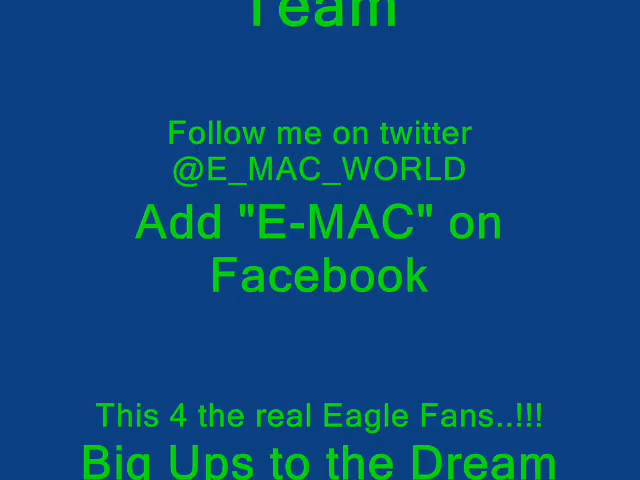 Team
Follow me on twitter
@E_MAC_WORLD
Add "E-MAC" on
Facebook
This 4 the real Eagle Fans..!!!
Big Ups to the Dream